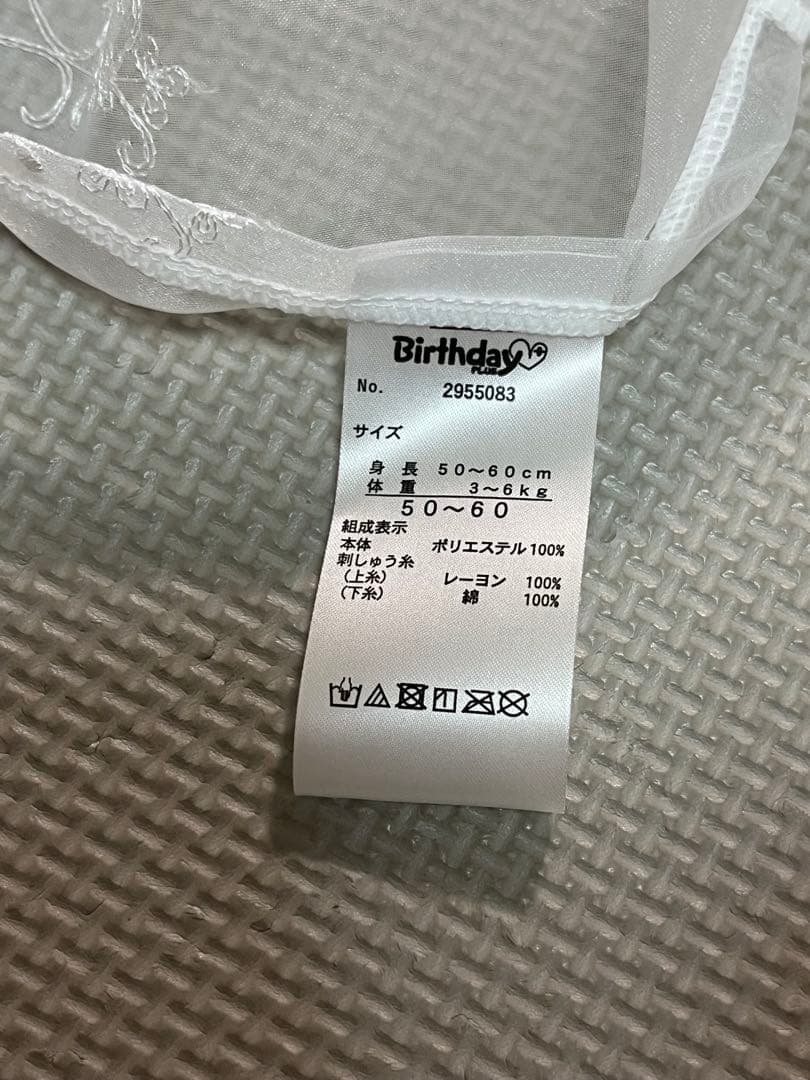 Birthday
PLUS
No. 2955083
サイズ
身長 50～60cm
体重 3～6kg
50～60
組成表示
本体 ポリエステル100%
刺しゅう糸
(上糸) レーヨン 100%
(下糸) 綿 100%